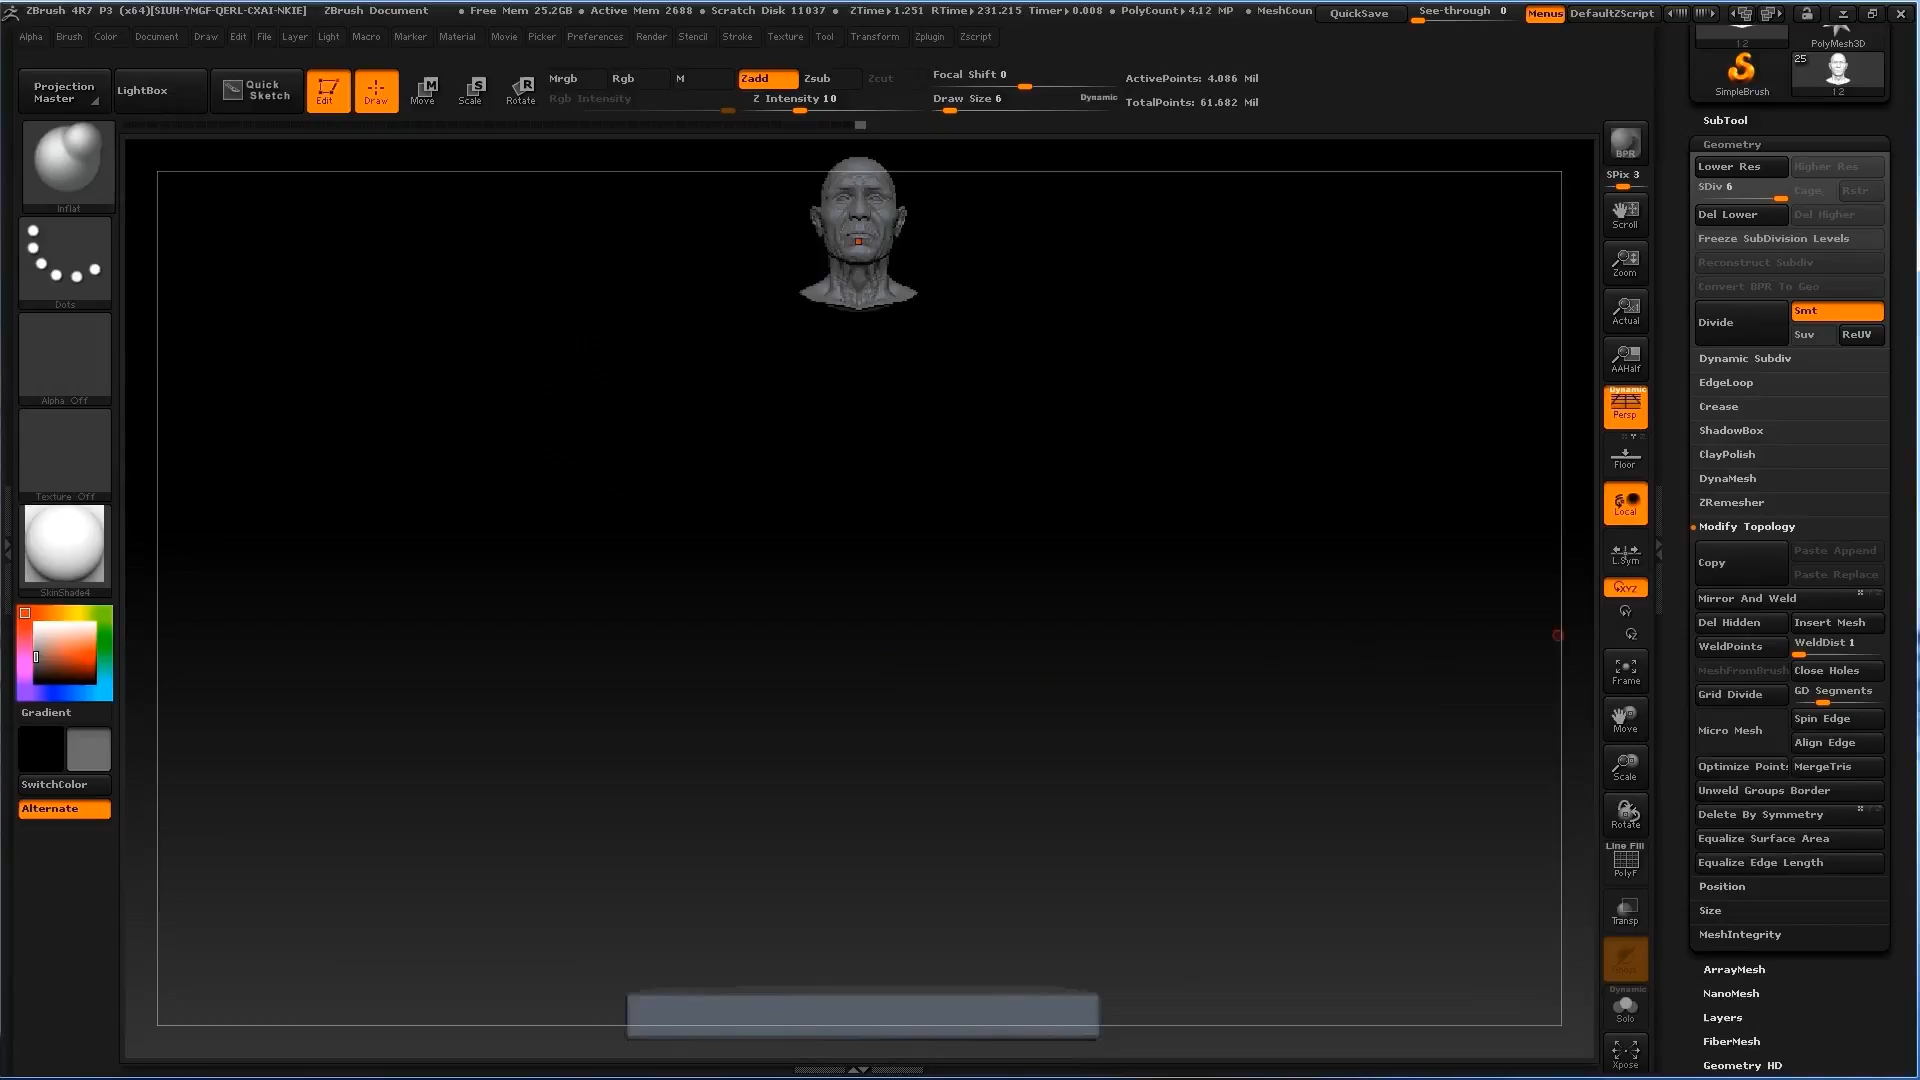 ZBrush 4R7 P3 (x64)[SIUH-YMGF-QERL-CXAI-NKIE] ZBrush Document • Free Mem 25.2GB • Active Mem 2688 • Scratch Disk 11037 • ZTime▸1.251 RTime▸231.215 Timer▸0.008 • PolyCount▸4.12 MP • MeshCoun QuickSave See-through 0 Menus DefaultZScript
Alpha Brush Color Document Draw Edit File Layer Light Macro Marker Material Movie Picker Preferences Render Stencil Stroke Texture Tool Transform Zplugin Zscript
Projection Master
LightBox
Quick Sketch
Edit
Draw
Move
Scale
Rotate
Mrgb Rgb M Zadd Zsub Zcut
Rgb Intensity Z Intensity 10
Focal Shift 0
Draw Size 6 Dynamic
ActivePoints: 4.086 Mil
TotalPoints: 61.682 Mil
Inflat
Dots
Alpha Off
Texture Off
SkinShade4
Gradient
SwitchColor
Alternate
BPR
SPix 3
Scroll
Zoom
Actual
AAHalf
Dynamic
Persp
Floor
Local
L.Sym
XYZ
Frame
Move
Scale
Rotate
Line Fill
PolyF
Transp
Dynamic
Solo
Xpose
12 PolyMesh3D
25
SimpleBrush 12
SubTool
Geometry
Lower Res Higher Res
SDiv 6 Cage Rstr
Del Lower Del Higher
Freeze SubDivision Levels
Reconstruct Subdiv
Convert BPR To Geo
Divide Smt
Suv ReUV
Dynamic Subdiv
EdgeLoop
Crease
ShadowBox
ClayPolish
DynaMesh
ZRemesher
Modify Topology
Copy Paste Append
Paste Replace
Mirror And Weld
Del Hidden Insert Mesh
WeldPoints WeldDist 1
MeshFromBrush Close Holes
Grid Divide GD Segments
Micro Mesh Spin Edge
Align Edge
Optimize Points MergeTris
Unweld Groups Border
Delete By Symmetry
Equalize Surface Area
Equalize Edge Length
Position
Size
MeshIntegrity
ArrayMesh
NanoMesh
Layers
FiberMesh
Geometry HD